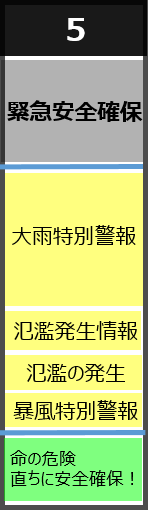 5
緊急安全確保
大雨特別警報
氾濫発生情報
氾濫の発生
暴風特別警報
命の危険
直ちに安全確保！